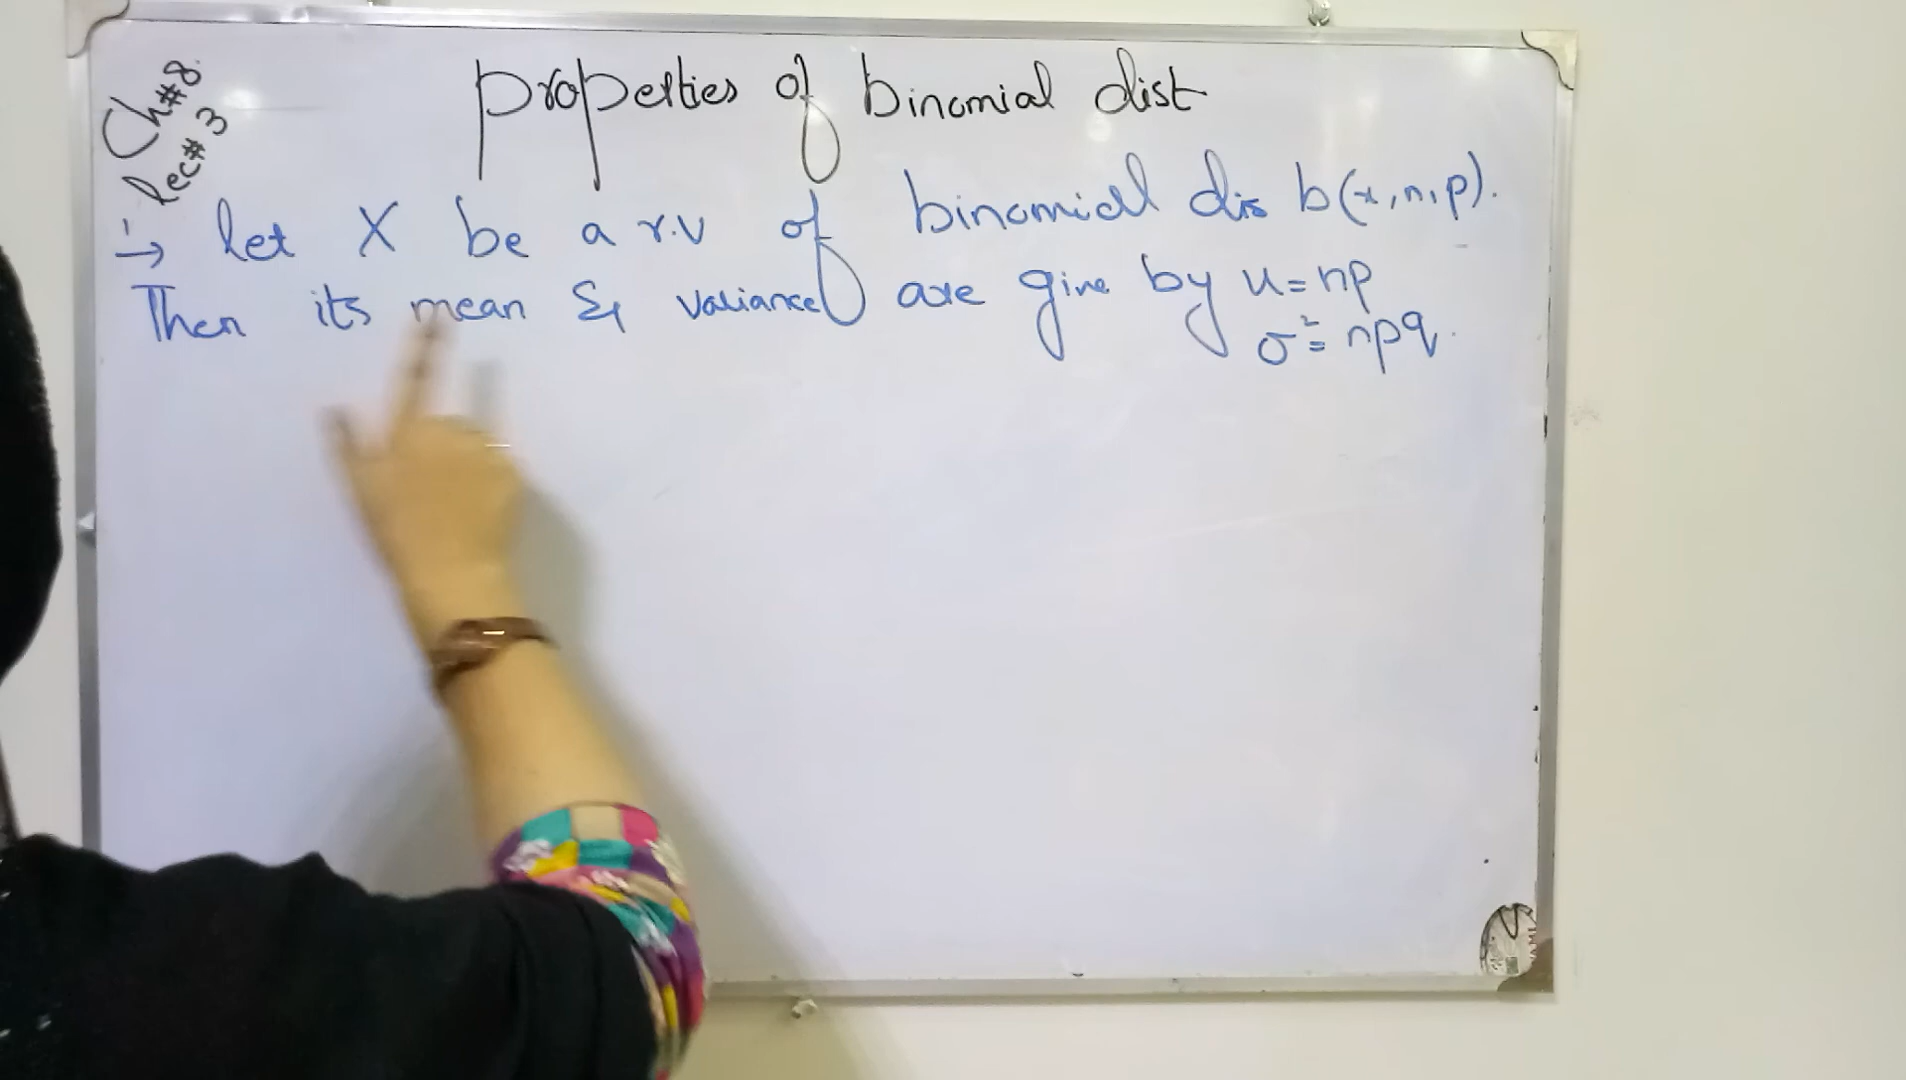 Ch#8.
Lec# 3
properties of binomial dist
→ let X be a r.v of binomial dis b(x,n,p).
Then its mean & variance are give by u=np
σ²=npq.